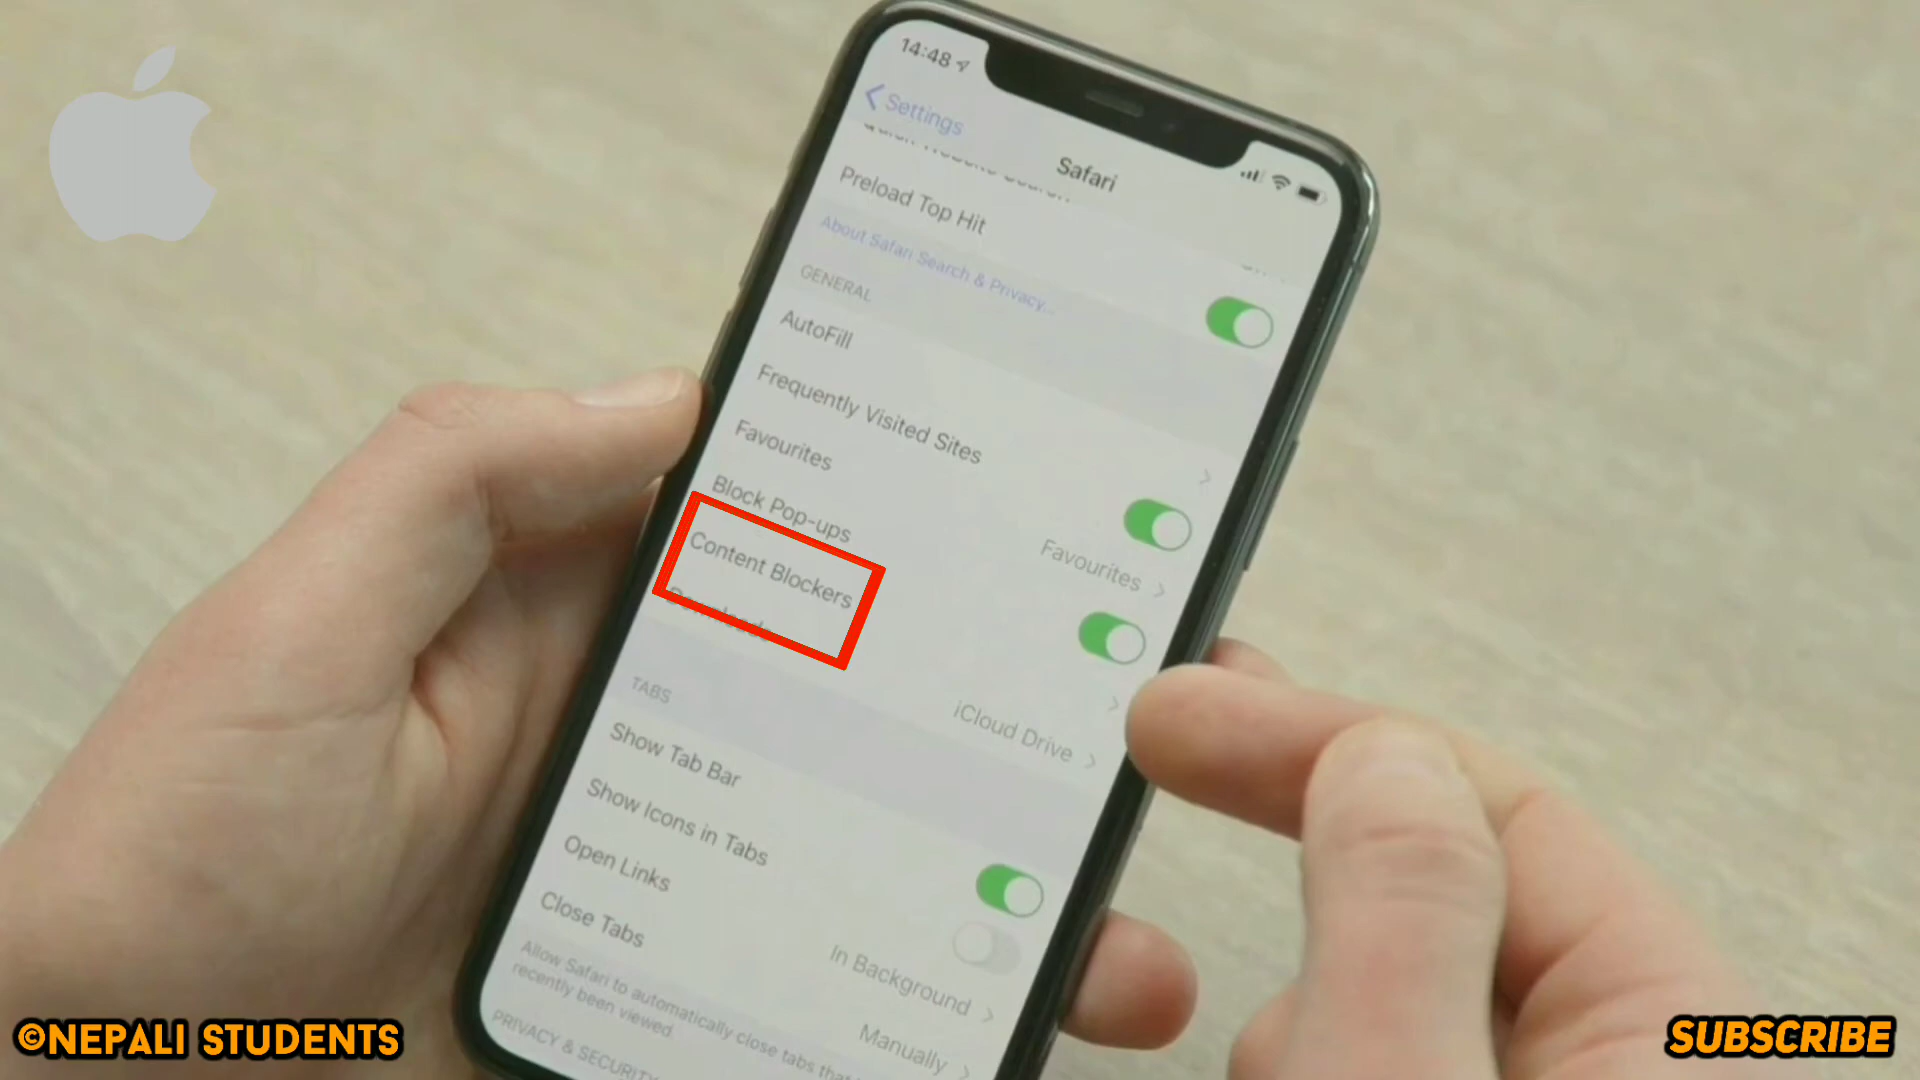 14:48
Settings
Safari
Preload Top Hit
About Safari Search & Privacy...
GENERAL
AutoFill
Frequently Visited Sites
Favourites
Favourites
Block Pop-ups
Content Blockers
Downloads
iCloud Drive
TABS
Show Tab Bar
Show Icons in Tabs
Open Links
In Background
Close Tabs
Manually
Allow Safari to automatically close tabs that
recently been viewed.
PRIVACY & SECURITY
©NEPALI STUDENTS
SUBSCRIBE